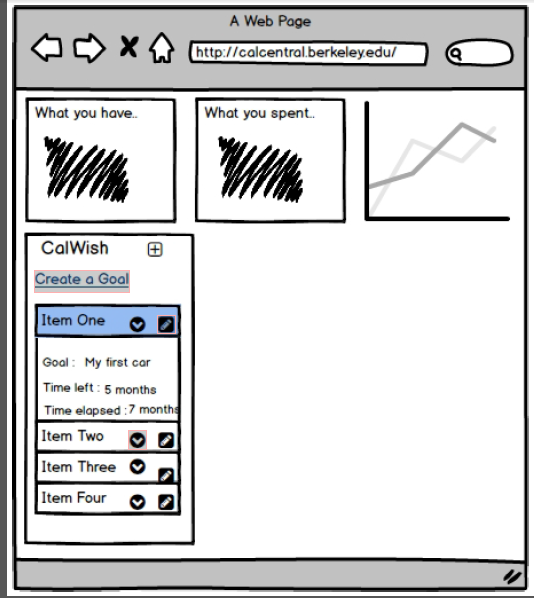 A Web Page
http://calcentral.berkeley.edu/
What you have..
What you spent..
CalWish
Create a Goal
Item One
Goal : My first car
Time left : 5 months
Time elapsed : 7 months
Item Two
Item Three
Item Four